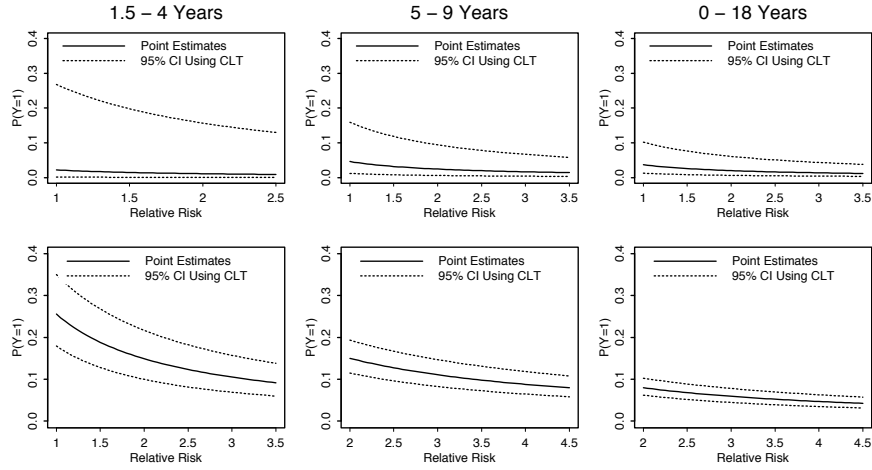 1.5 − 4 Years
5 − 9 Years
0 − 18 Years
P(Y=1)
0.4
0.3
0.2
0.1
0.0
Point Estimates
95% CI Using CLT
1 1.5 2 2.5
Relative Risk
P(Y=1)
0.4
0.3
0.2
0.1
0.0
Point Estimates
95% CI Using CLT
1 1.5 2 2.5 3 3.5
Relative Risk
P(Y=1)
0.4
0.3
0.2
0.1
0.0
Point Estimates
95% CI Using CLT
1 1.5 2 2.5 3 3.5
Relative Risk
P(Y=1)
0.4
0.3
0.2
0.1
0.0
Point Estimates
95% CI Using CLT
1 1.5 2 2.5 3 3.5
Relative Risk
P(Y=1)
0.4
0.3
0.2
0.1
0.0
Point Estimates
95% CI Using CLT
2 2.5 3 3.5 4 4.5
Relative Risk
P(Y=1)
0.4
0.3
0.2
0.1
0.0
Point Estimates
95% CI Using CLT
2 2.5 3 3.5 4 4.5
Relative Risk